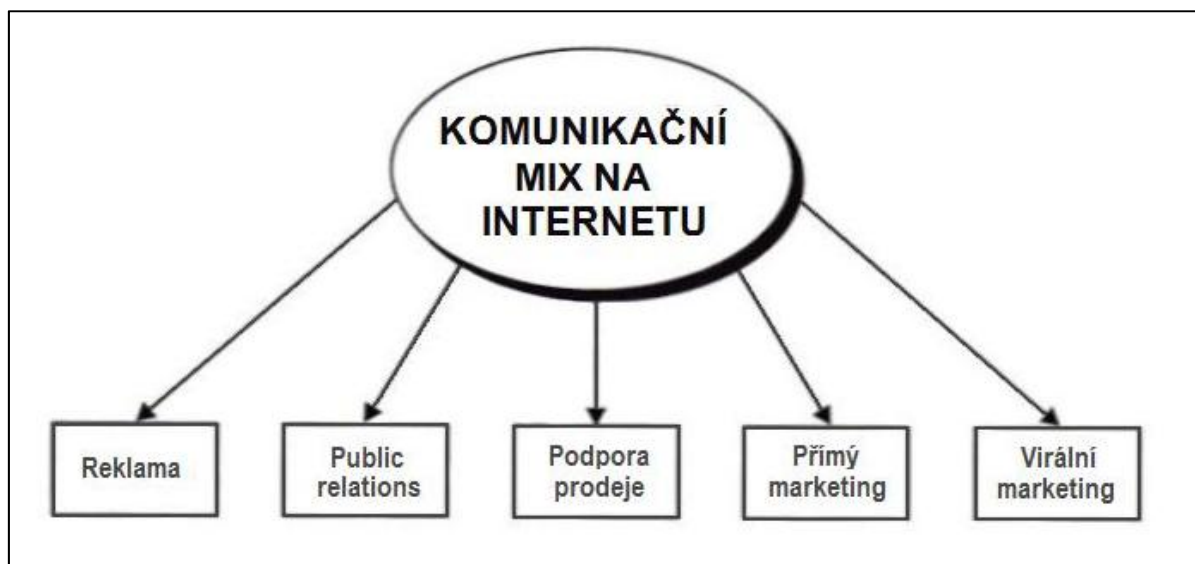 KOMUNIKAČNÍ
MIX NA
INTERNETU
Reklama
Public
relations
Podpora
prodeje
Přímý
marketing
Virální
marketing